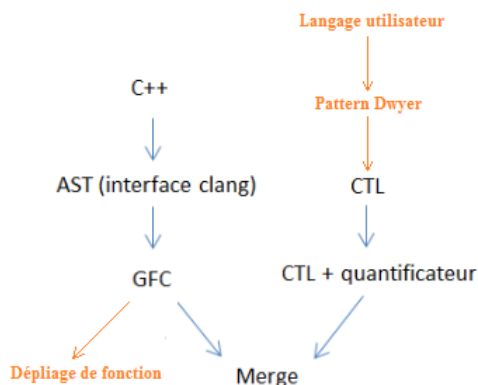 Langage utilisateur
C++
Pattern Dwyer
AST (interface clang)
CTL
GFC
CTL + quantificateur
Dépliage de fonction
Merge